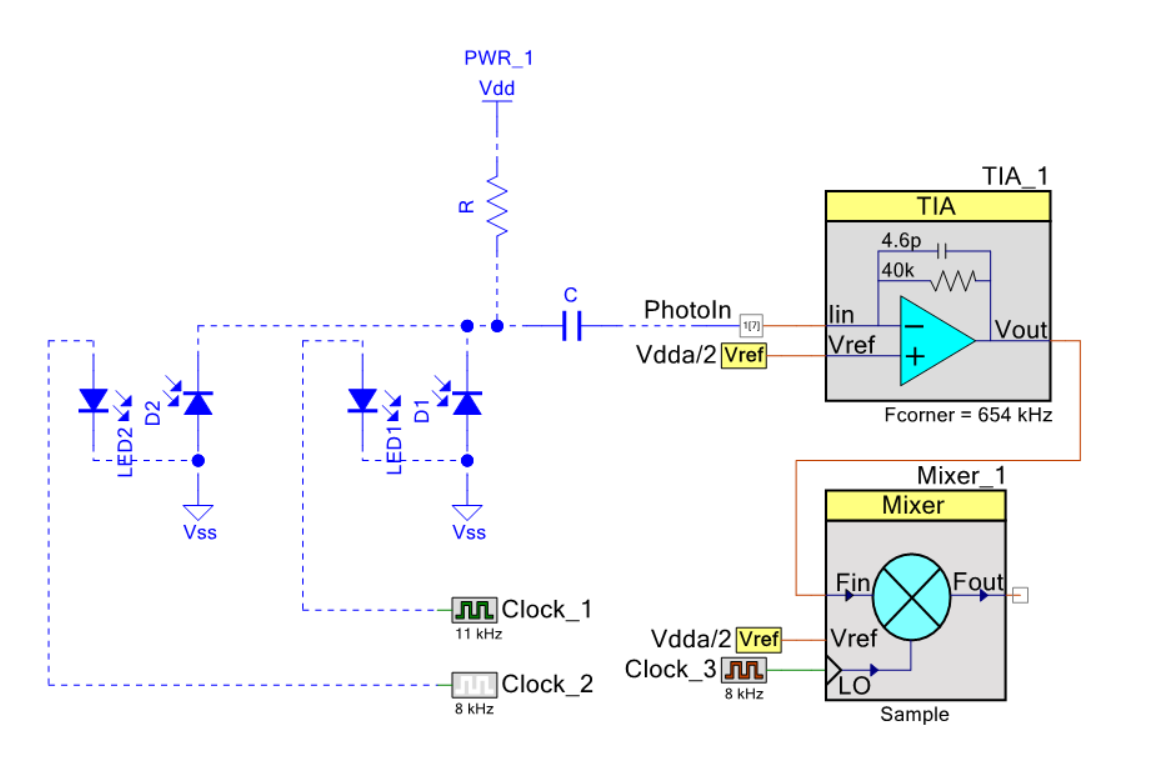 PWR_1
Vdd
R
C
PhotoIn
1[7]
Vdda/2 Vref
TIA_1
TIA
4.6p
40k
Iin
Vref
Vout
Fcorner = 654 kHz
LED2
D2
LED1
D1
Vss
Vss
Clock_1
11 kHz
Clock_2
8 kHz
Mixer_1
Mixer
Fin
Fout
Vdda/2 Vref
Vref
Clock_3
8 kHz
LO
Sample